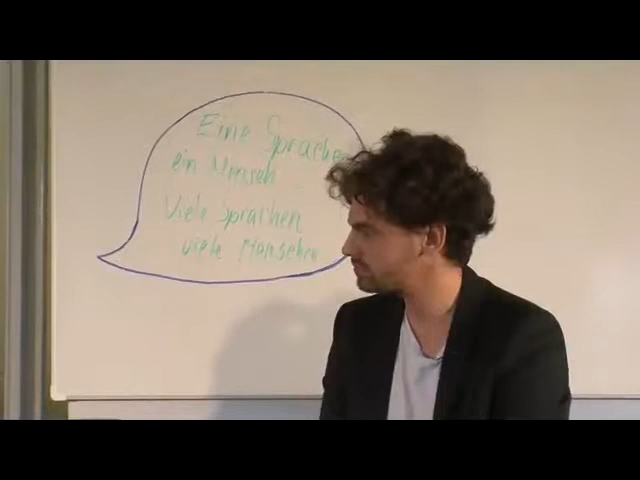 Eine Sprache
ein Mensch
Viele Sprachen
viele Menschen